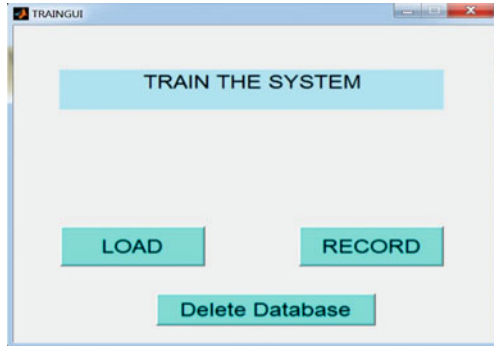 TRAINGUI
TRAIN THE SYSTEM
LOAD
RECORD
Delete Database